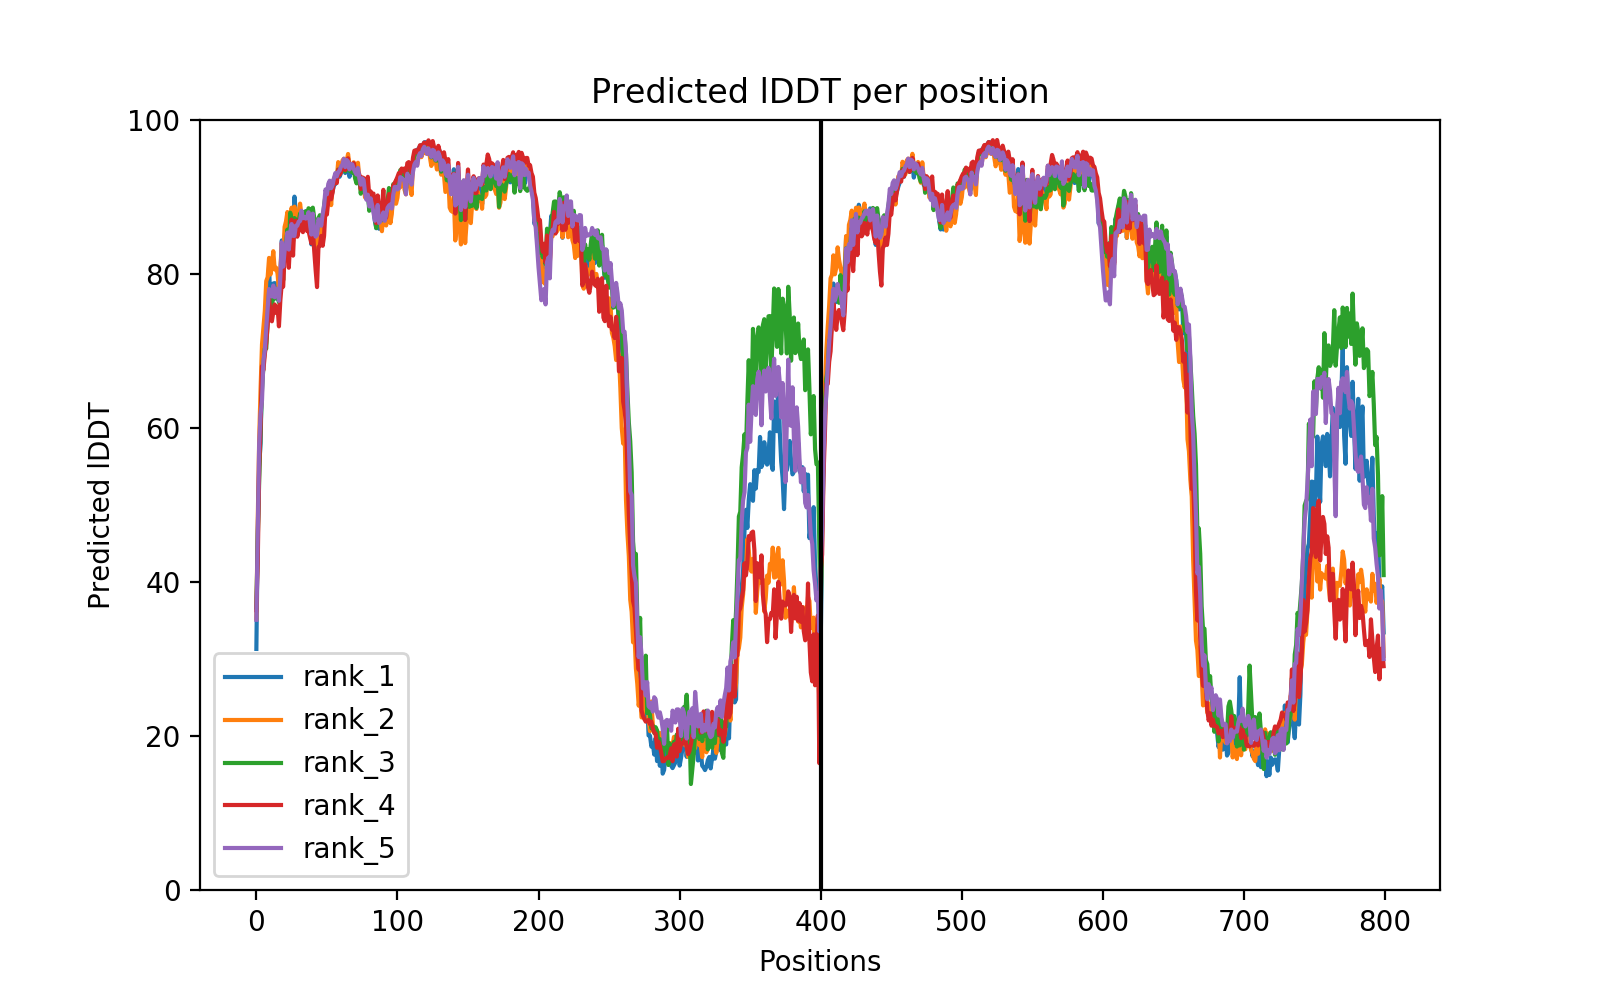 Predicted lDDT per position
Predicted lDDT
100
80
60
40
20
0
rank_1
rank_2
rank_3
rank_4
rank_5
0 100 200 300 400 500 600 700 800
Positions